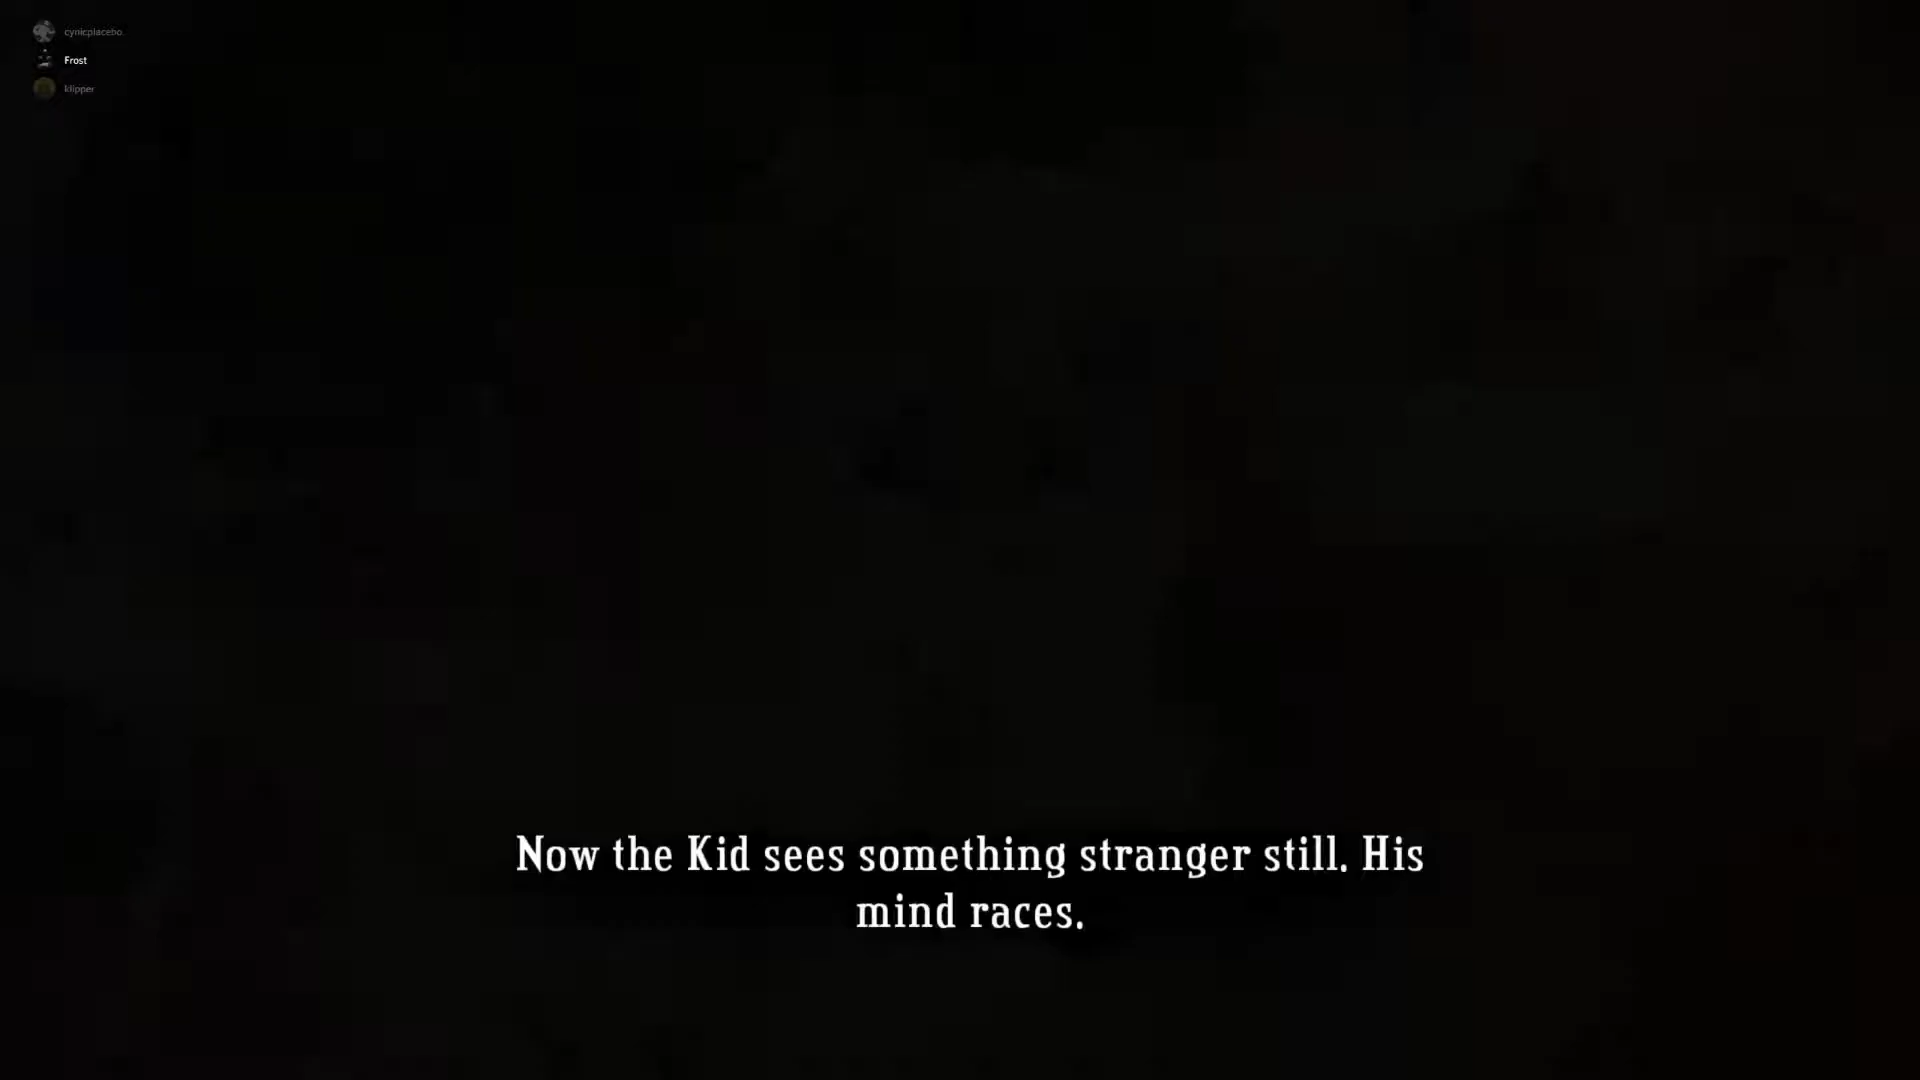 cynicplacebo.
Frost
klipper
Now the Kid sees something stranger still. His
mind races.